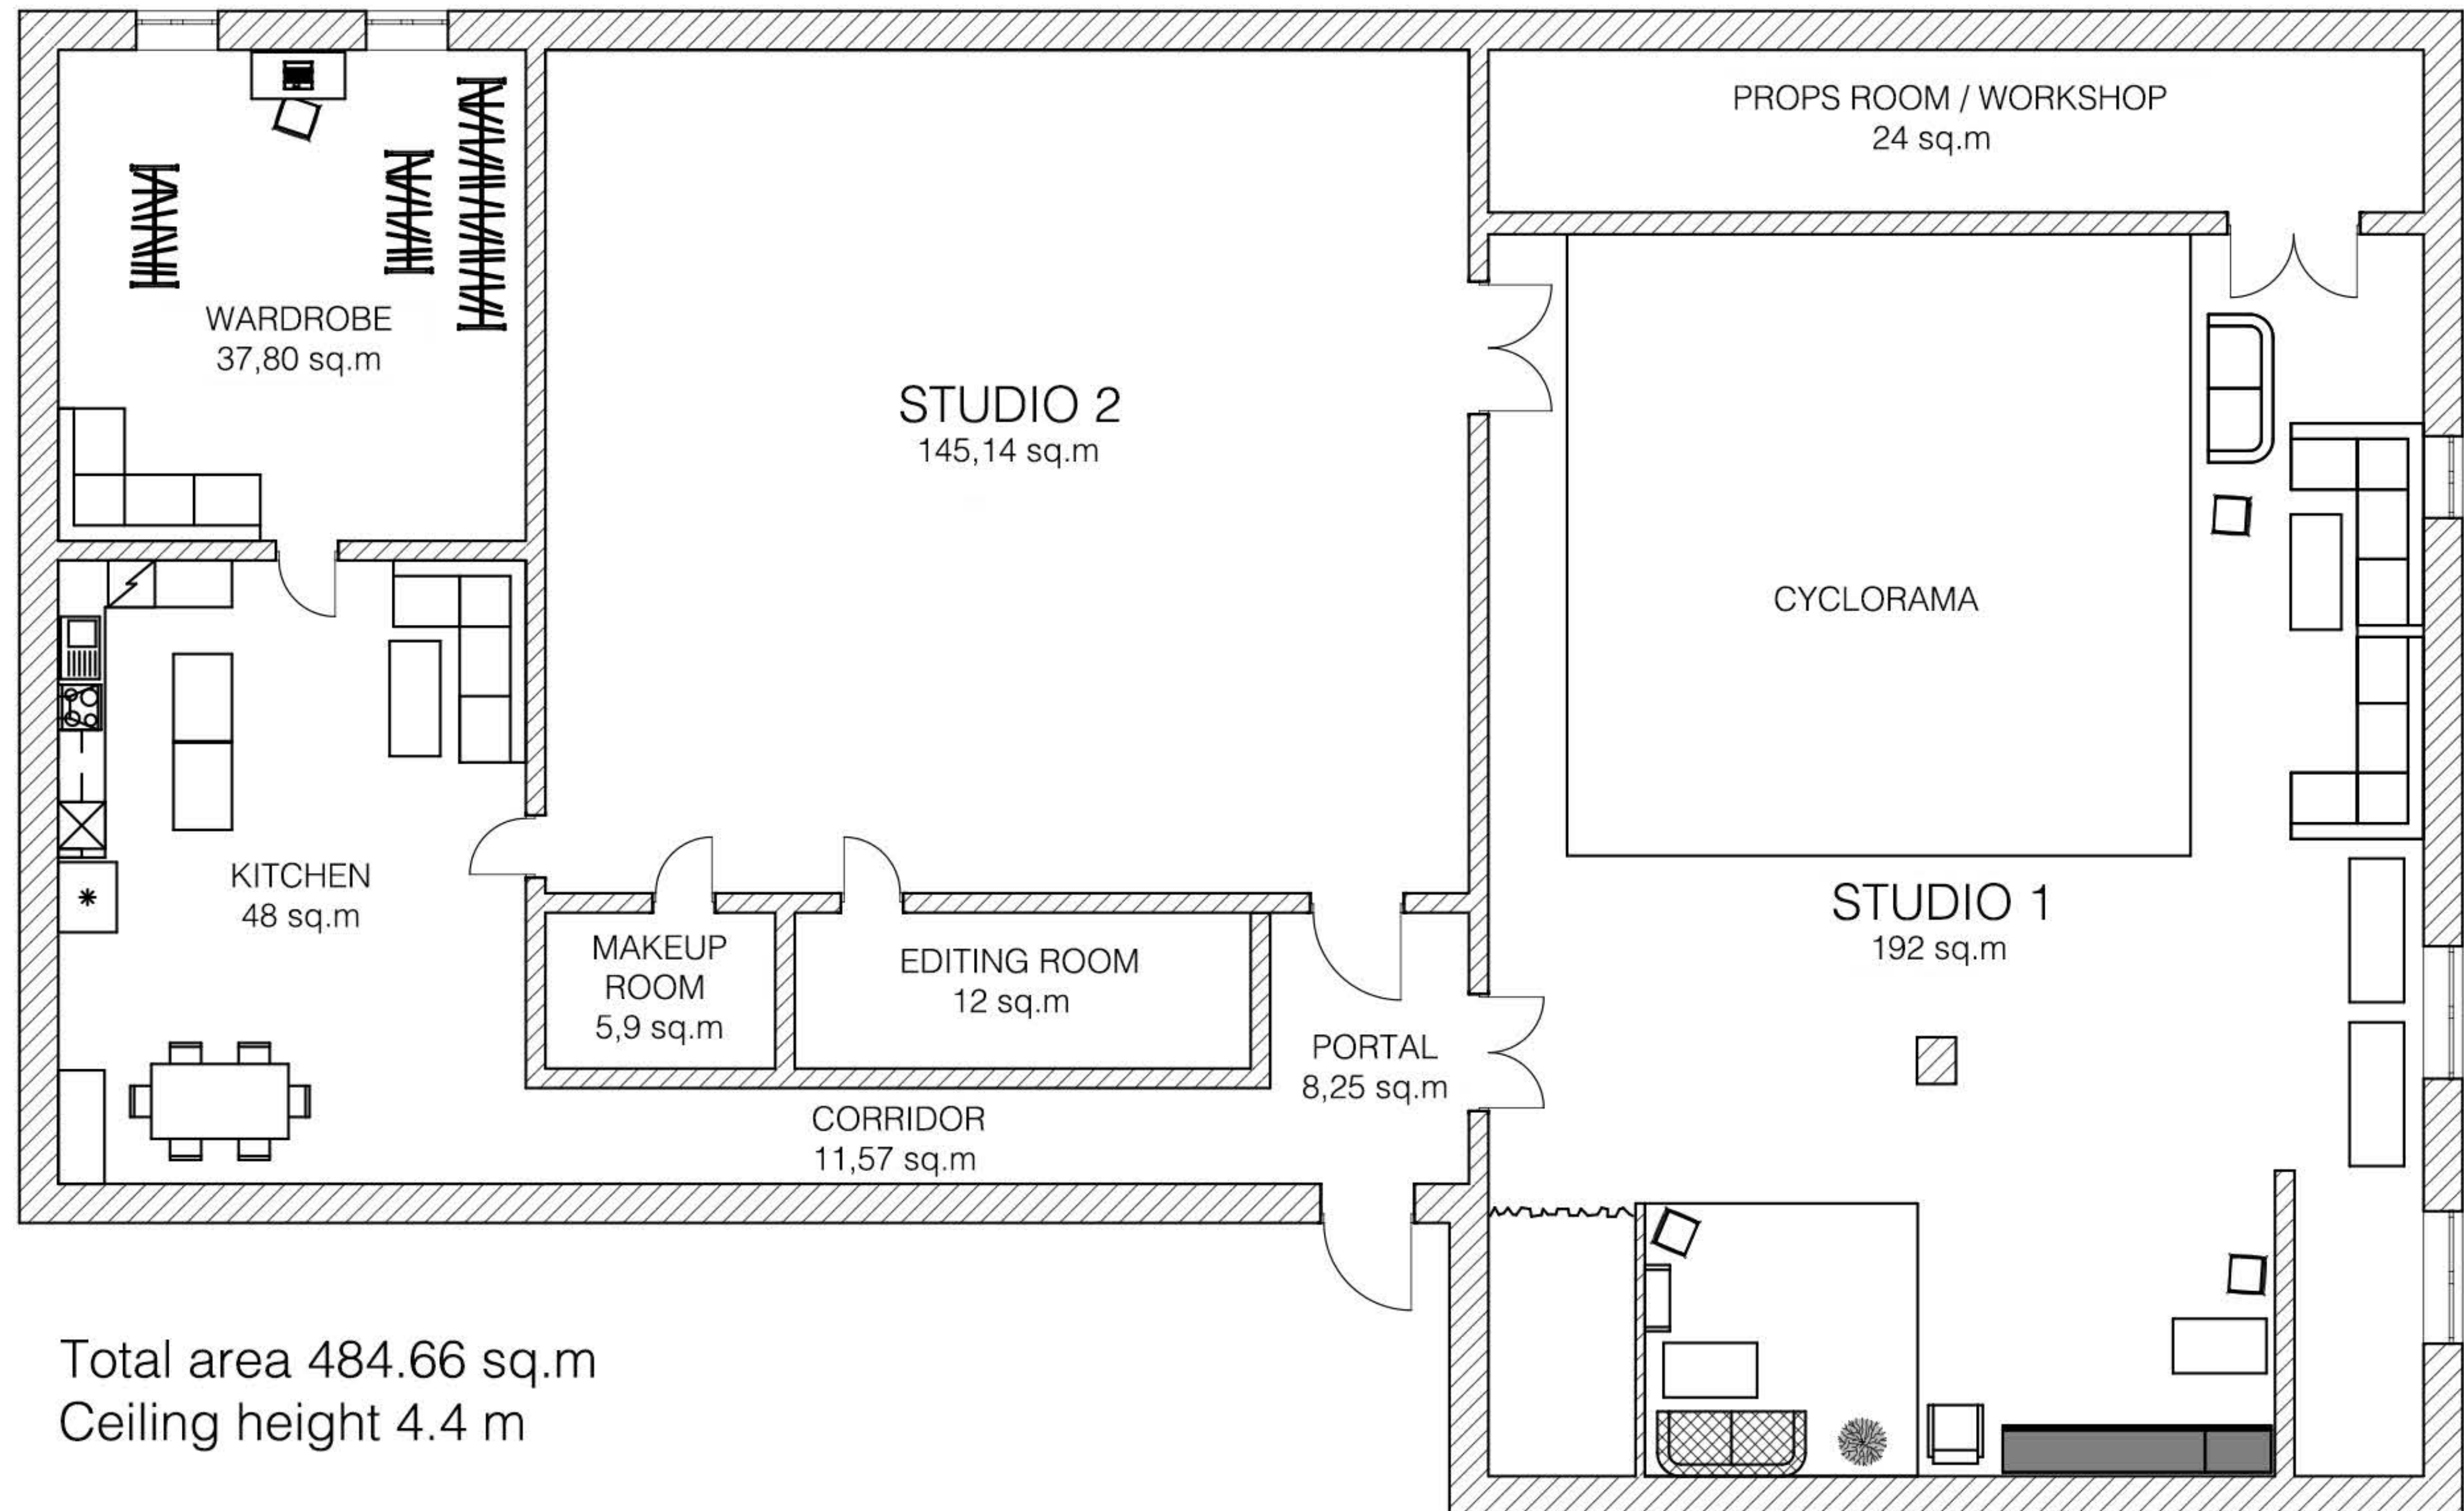 PROPS ROOM / WORKSHOP
24 sq.m
WARDROBE
37,80 sq.m
STUDIO 2
145,14 sq.m
CYCLORAMA
KITCHEN
48 sq.m
MAKEUP
ROOM
5,9 sq.m
EDITING ROOM
12 sq.m
STUDIO 1
192 sq.m
PORTAL
8,25 sq.m
CORRIDOR
11,57 sq.m
Total area 484.66 sq.m
Ceiling height 4.4 m